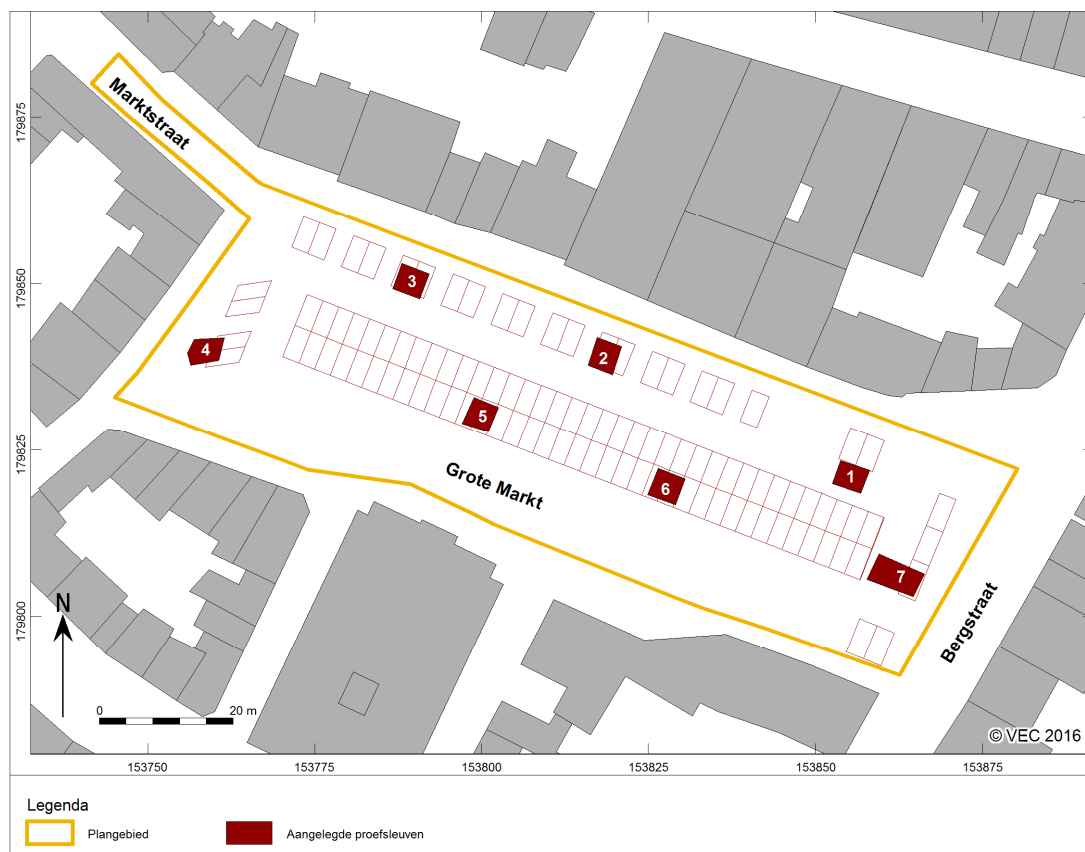 Marktstraat
179875
179850
179825
179800
3
2
4
5
6
1
7
Grote Markt
Bergstraat
N
0 20 m
© VEC 2016
153750 153775 153800 153825 153850 153875
Legenda
Plangebied Aangelegde proefsleuven